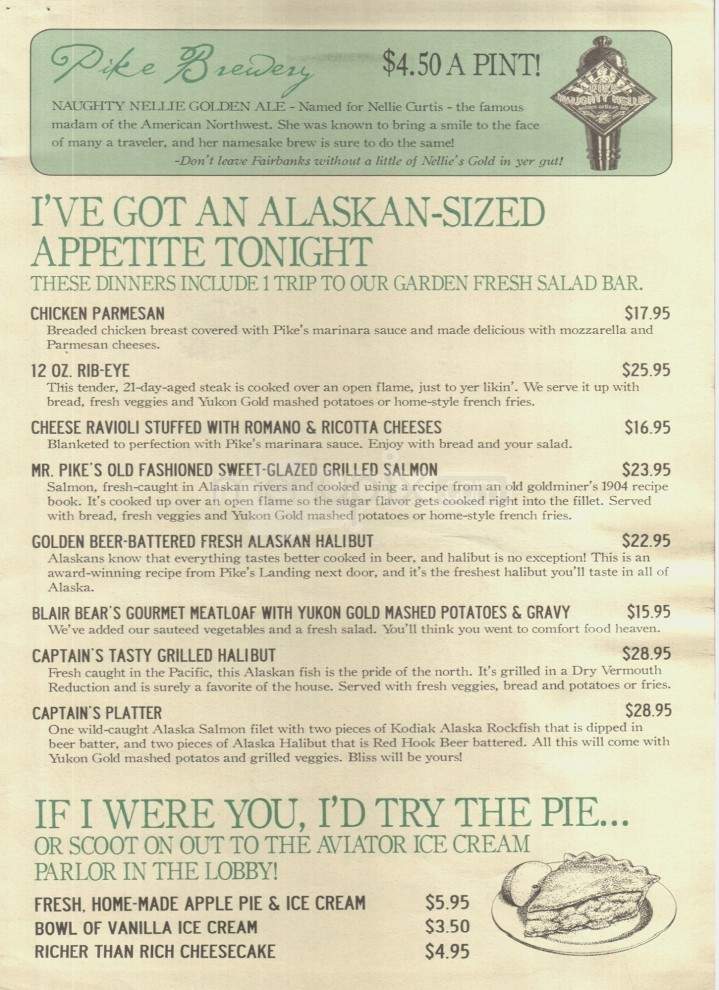 Pike Brewery
$4.50 A PINT!
NAUGHTY NELLIE GOLDEN ALE - Named for Nellie Curtis - the famous
madam of the American Northwest. She was known to bring a smile to the face
of many a traveler, and her namesake brew is sure to do the same!
-Don't leave Fairbanks without a little of Nellie's Gold in yer gut!
PIKE
NAUGHTY NELLIE
I'VE GOT AN ALASKAN-SIZED
APPETITE TONIGHT
THESE DINNERS INCLUDE 1 TRIP TO OUR GARDEN FRESH SALAD BAR.
CHICKEN PARMESAN $17.95
Breaded chicken breast covered with Pike's marinara sauce and made delicious with mozzarella and
Parmesan cheeses.
12 OZ. RIB-EYE $25.95
This tender, 21-day-aged steak is cooked over an open flame, just to yer likin'. We serve it up with
bread, fresh veggies and Yukon Gold mashed potatoes or home-style french fries.
CHEESE RAVIOLI STUFFED WITH ROMANO & RICOTTA CHEESES $16.95
Blanketed to perfection with Pike's marinara sauce. Enjoy with bread and your salad.
MR. PIKE'S OLD FASHIONED SWEET-GLAZED GRILLED SALMON $23.95
Salmon, fresh-caught in Alaskan rivers and cooked using a recipe from an old goldminer's 1904 recipe
book. It's cooked up over an open flame so the sugar flavor gets cooked right into the fillet. Served
with bread, fresh veggies and Yukon Gold mashed potatoes or home-style french fries.
GOLDEN BEER-BATTERED FRESH ALASKAN HALIBUT $22.95
Alaskans know that everything tastes better cooked in beer, and halibut is no exception! This is an
award-winning recipe from Pike's Landing next door, and it's the freshest halibut you'll taste in all of
Alaska.
BLAIR BEAR'S GOURMET MEATLOAF WITH YUKON GOLD MASHED POTATOES & GRAVY $15.95
We've added our sauteed vegetables and a fresh salad. You'll think you went to comfort food heaven.
CAPTAIN'S TASTY GRILLED HALIBUT $28.95
Fresh caught in the Pacific, this Alaskan fish is the pride of the north. It's grilled in a Dry Vermouth
Reduction and is surely a favorite of the house. Served with fresh veggies, bread and potatoes or fries.
CAPTAIN'S PLATTER $28.95
One wild-caught Alaska Salmon filet with two pieces of Kodiak Alaska Rockfish that is dipped in
beer batter, and two pieces of Alaska Halibut that is Red Hook Beer battered. All this will come with
Yukon Gold mashed potatos and grilled veggies. Bliss will be yours!
IF I WERE YOU, I'D TRY THE PIE...
OR SCOOT ON OUT TO THE AVIATOR ICE CREAM
PARLOR IN THE LOBBY!
FRESH, HOME-MADE APPLE PIE & ICE CREAM $5.95
BOWL OF VANILLA ICE CREAM $3.50
RICHER THAN RICH CHEESECAKE $4.95